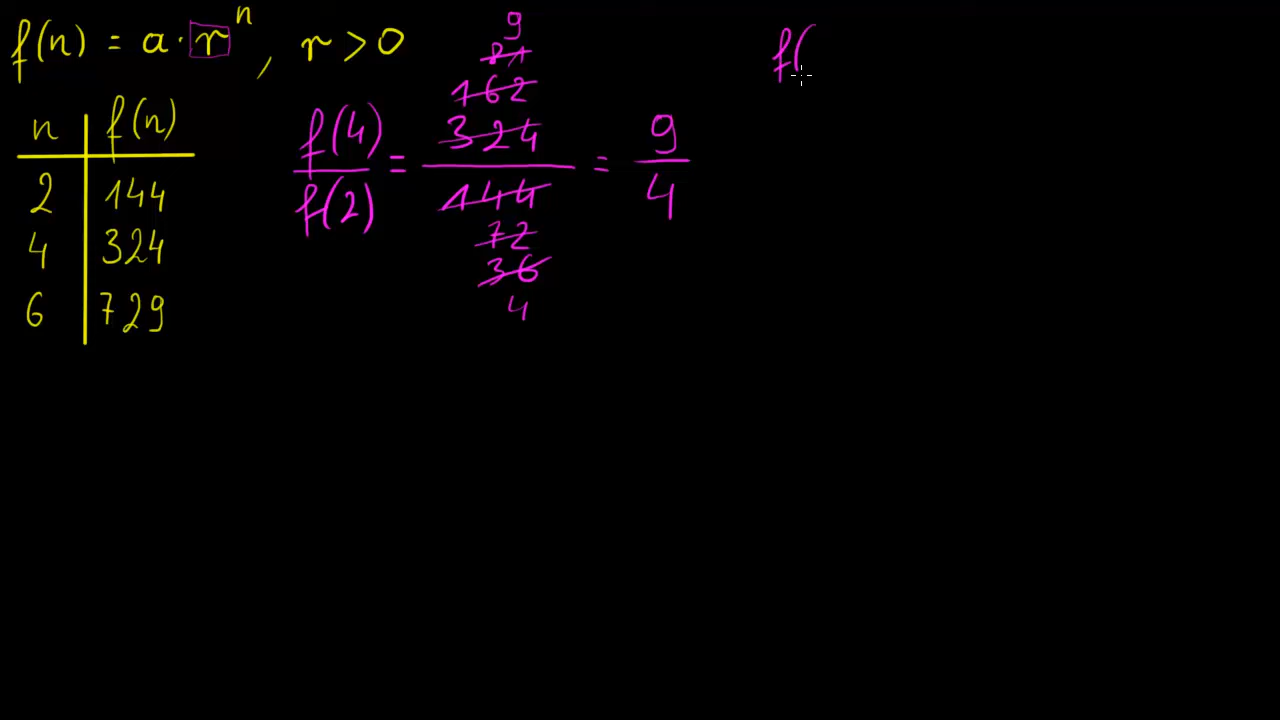 f(n) = a · r^n , r > 0
n | f(n)
2 | 144
4 | 324
6 | 729
9
81
162
f(4)/f(2) = 324/144 = 9/4
72
36
4
f(